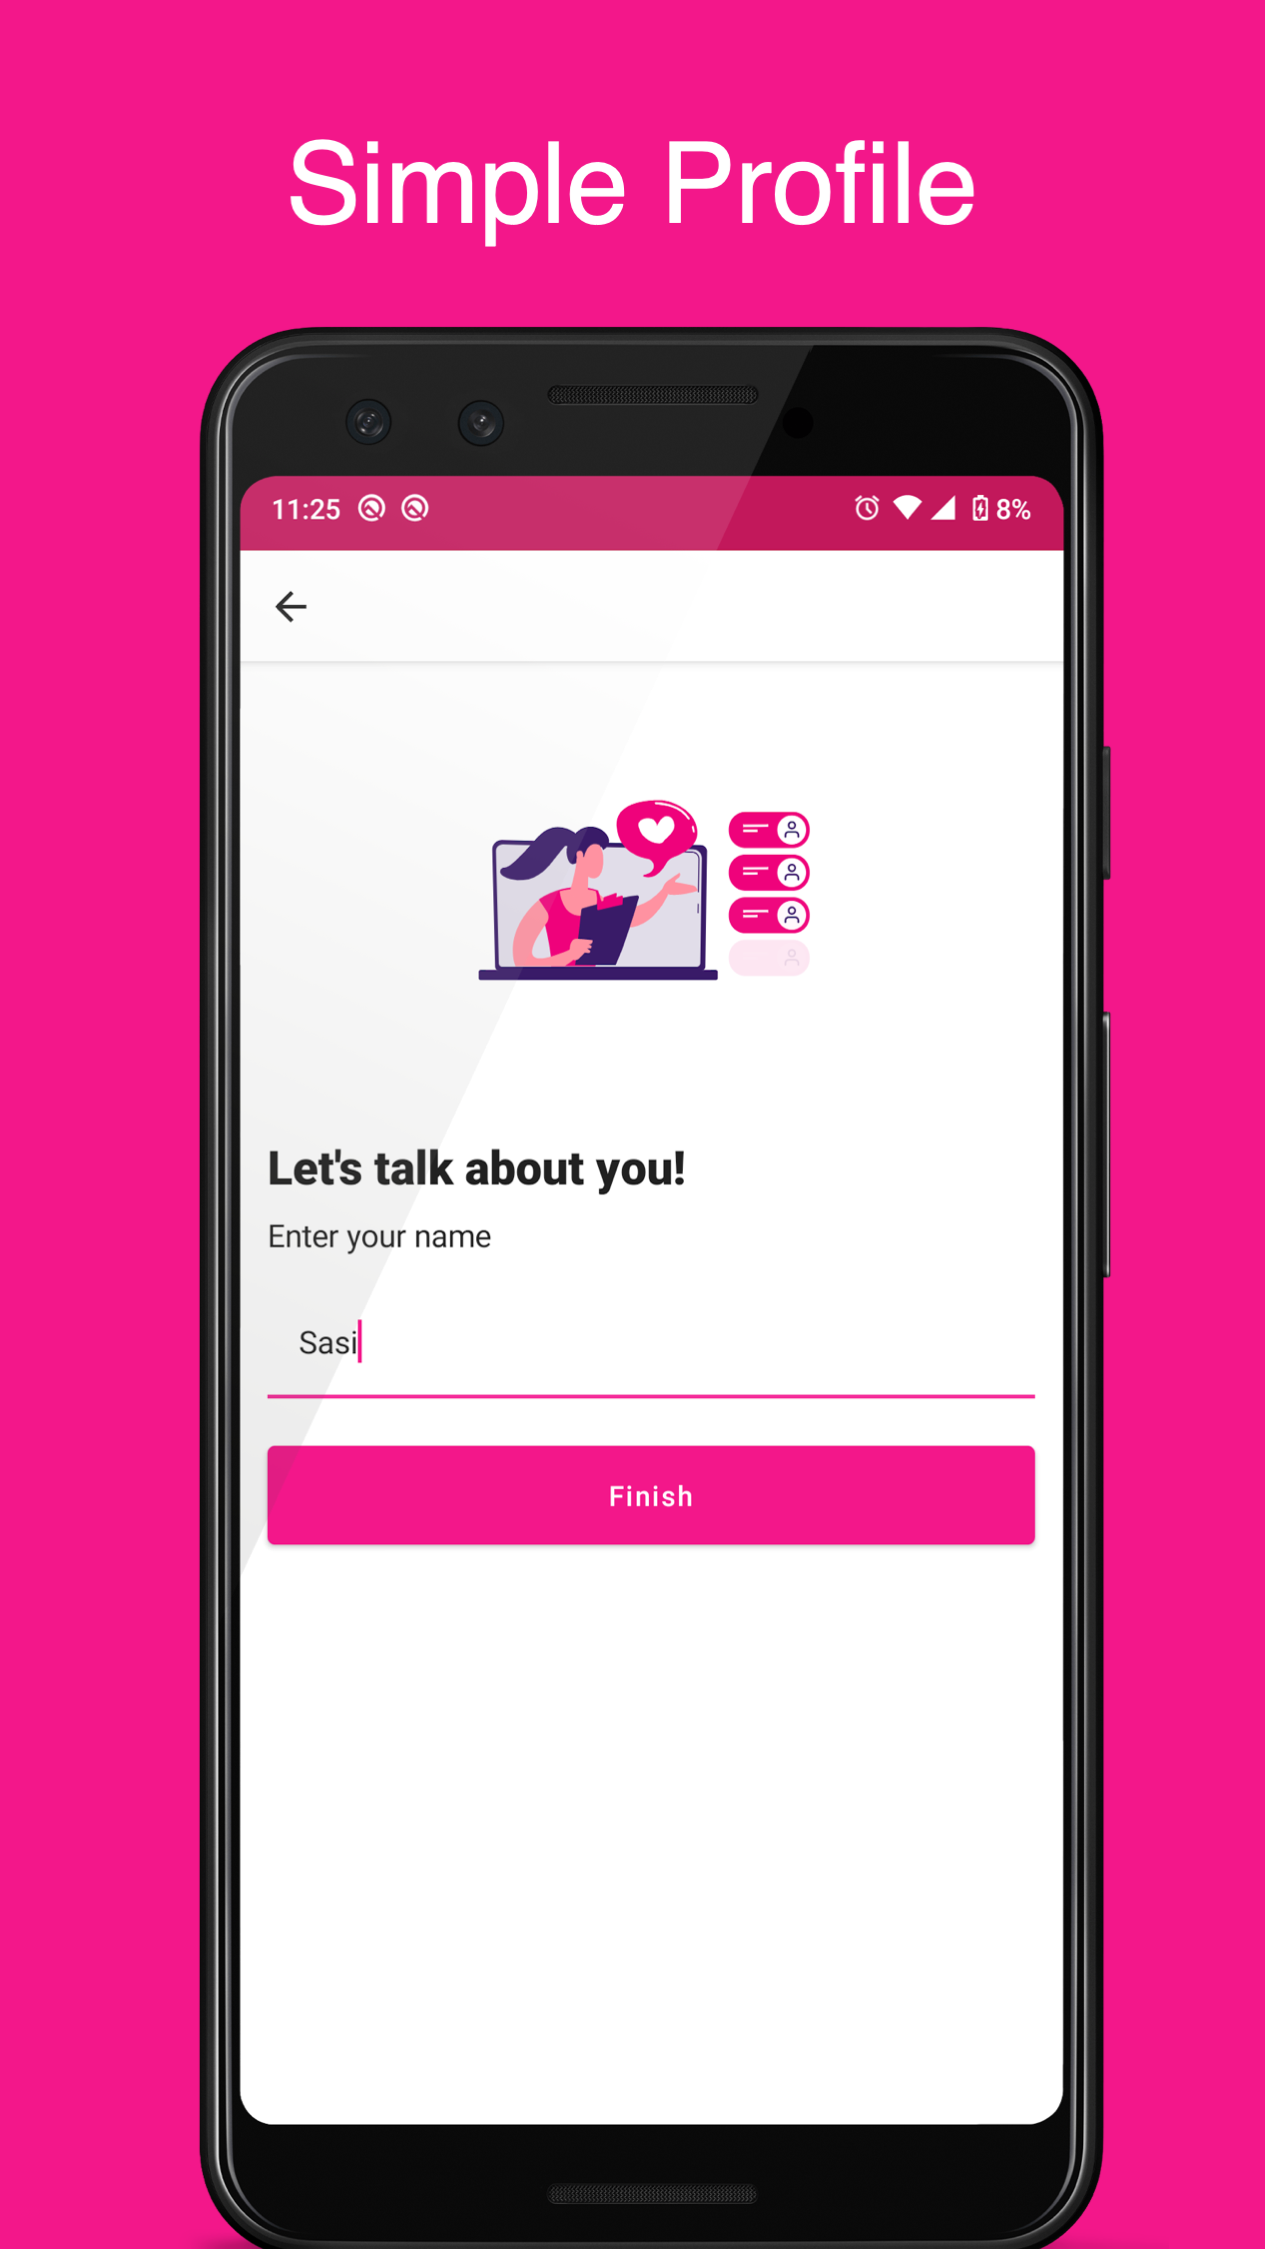 Simple Profile
11:25
8%
Let's talk about you!
Enter your name
Sasi
Finish